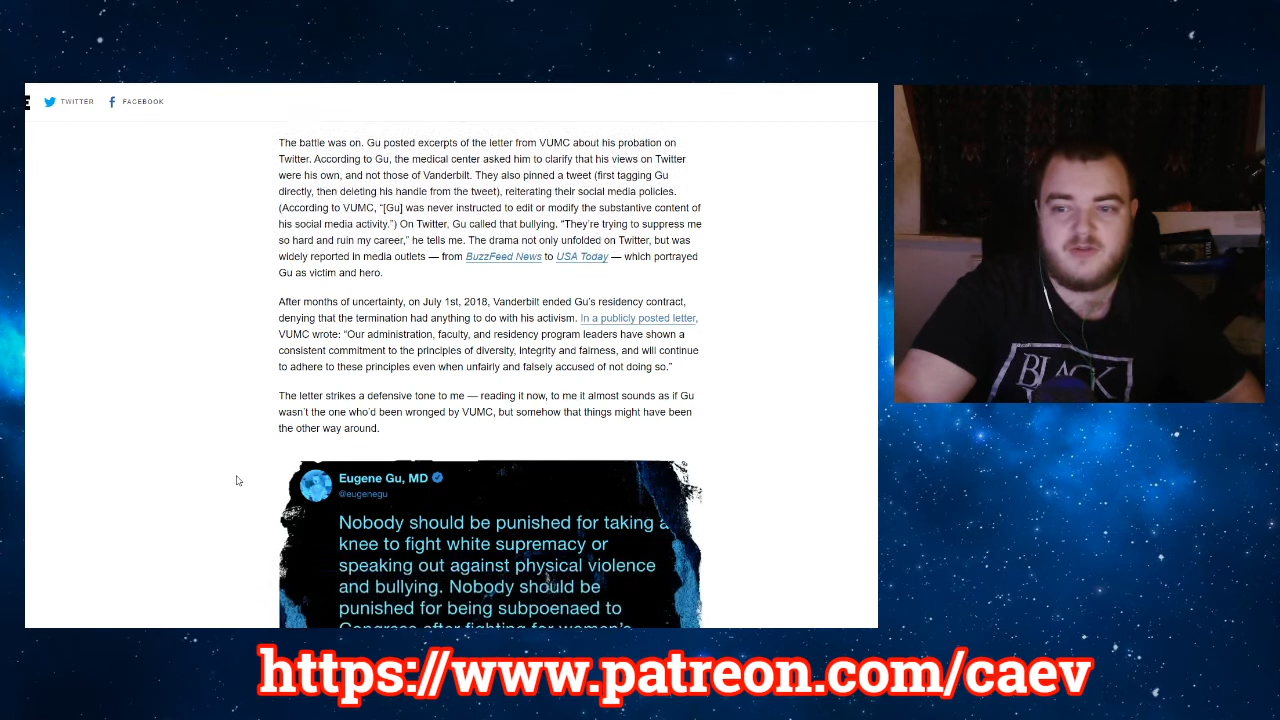 TWITTER FACEBOOK
The battle was on. Gu posted excerpts of the letter from VUMC about his probation on
Twitter. According to Gu, the medical center asked him to clarify that his views on Twitter
were his own, and not those of Vanderbilt. They also pinned a tweet (first tagging Gu
directly, then deleting his handle from the tweet), reiterating their social media policies.
(According to VUMC, “[Gu] was never instructed to edit or modify the substantive content of
his social media activity.”) On Twitter, Gu called that bullying. “They’re trying to suppress me
so hard and ruin my career,” he tells me. The drama not only unfolded on Twitter, but was
widely reported in media outlets — from BuzzFeed News to USA Today — which portrayed
Gu as victim and hero.
After months of uncertainty, on July 1st, 2018, Vanderbilt ended Gu’s residency contract,
denying that the termination had anything to do with his activism. In a publicly posted letter,
VUMC wrote: “Our administration, faculty, and residency program leaders have shown a
consistent commitment to the principles of diversity, integrity and fairness, and will continue
to adhere to these principles even when unfairly and falsely accused of not doing so.”
The letter strikes a defensive tone to me — reading it now, to me it almost sounds as if Gu
wasn’t the one who’d been wronged by VUMC, but somehow that things might have been
the other way around.
Eugene Gu, MD
@eugenegu
Nobody should be punished for taking a
knee to fight white supremacy or
speaking out against physical violence
and bullying. Nobody should be
punished for being subpoenaed to
Congress after fighting for women’s
BLACK
https://www.patreon.com/caev